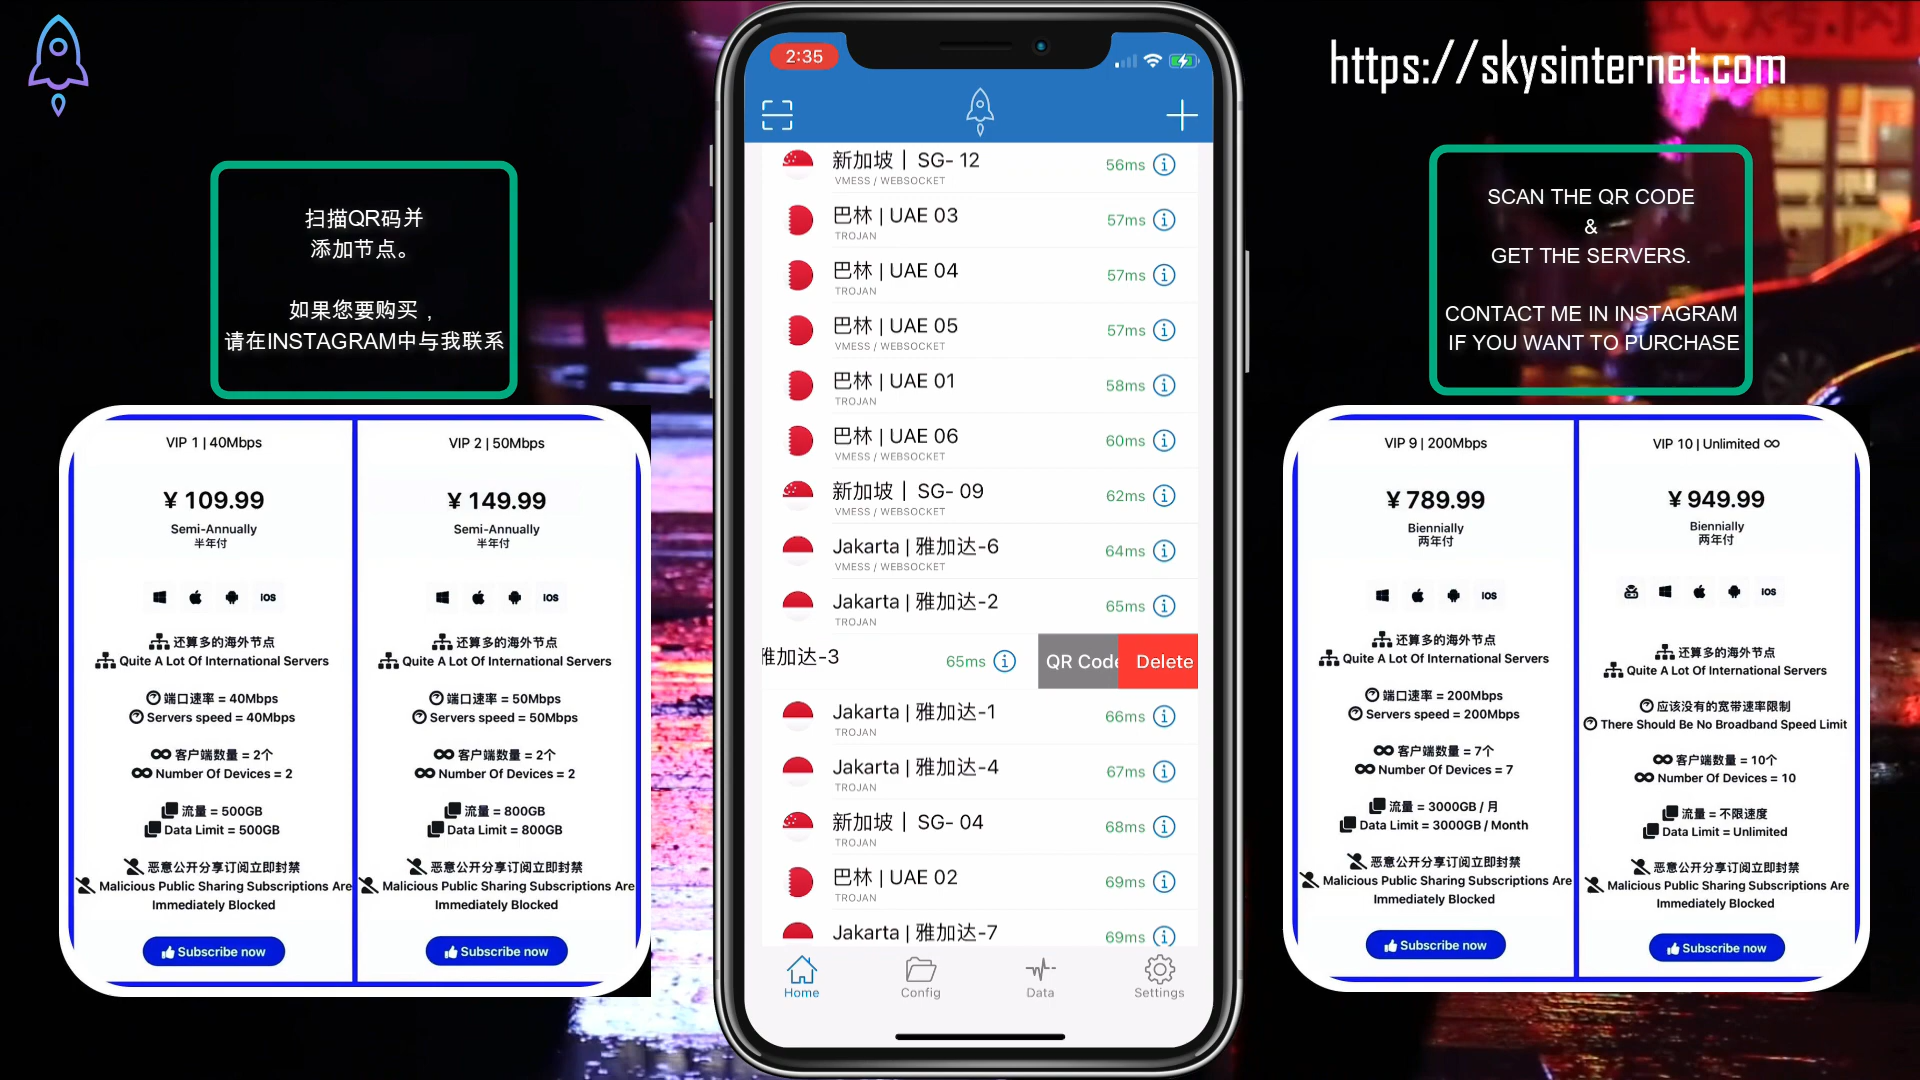 https://skysinternet.com
扫描QR码并
添加节点。
如果您要购买，
请在INSTAGRAM中与我联系
VIP 1 | 40Mbps
¥ 109.99
Semi-Annually
半年付
iOS
还算多的海外节点
Quite A Lot Of International Servers
端口速率 = 40Mbps
Servers speed = 40Mbps
客户端数量 = 2个
Number Of Devices = 2
流量 = 500GB
Data Limit = 500GB
恶意公开分享订阅立即封禁
Malicious Public Sharing Subscriptions Are
Immediately Blocked
Subscribe now
VIP 2 | 50Mbps
¥ 149.99
Semi-Annually
半年付
iOS
还算多的海外节点
Quite A Lot Of International Servers
端口速率 = 50Mbps
Servers speed = 50Mbps
客户端数量 = 2个
Number Of Devices = 2
流量 = 800GB
Data Limit = 800GB
恶意公开分享订阅立即封禁
Malicious Public Sharing Subscriptions Are
Immediately Blocked
Subscribe now
2:35
新加坡｜ SG- 12 56ms
VMESS / WEBSOCKET
巴林 | UAE 03 57ms
TROJAN
巴林 | UAE 04 57ms
TROJAN
巴林 | UAE 05 57ms
VMESS / WEBSOCKET
巴林 | UAE 01 58ms
TROJAN
巴林 | UAE 06 60ms
VMESS / WEBSOCKET
新加坡｜ SG- 09 62ms
VMESS / WEBSOCKET
Jakarta | 雅加达-6 64ms
VMESS / WEBSOCKET
Jakarta | 雅加达-2 65ms
TROJAN
雅加达-3 65ms QR Code Delete
Jakarta | 雅加达-1 66ms
TROJAN
Jakarta | 雅加达-4 67ms
TROJAN
新加坡｜ SG- 04 68ms
TROJAN
巴林 | UAE 02 69ms
TROJAN
Jakarta | 雅加达-7 69ms
Home Config Data Settings
SCAN THE QR CODE
&
GET THE SERVERS.
CONTACT ME IN INSTAGRAM
IF YOU WANT TO PURCHASE
VIP 9 | 200Mbps
¥ 789.99
Biennially
两年付
iOS
还算多的海外节点
Quite A Lot Of International Servers
端口速率 = 200Mbps
Servers speed = 200Mbps
客户端数量 = 7个
Number Of Devices = 7
流量 = 3000GB / 月
Data Limit = 3000GB / Month
恶意公开分享订阅立即封禁
Malicious Public Sharing Subscriptions Are
Immediately Blocked
Subscribe now
VIP 10 | Unlimited ∞
¥ 949.99
Biennially
两年付
iOS
还算多的海外节点
Quite A Lot Of International Servers
应该没有的宽带速率限制
There Should Be No Broadband Speed Limit
客户端数量 = 10个
Number Of Devices = 10
流量 = 不限速度
Data Limit = Unlimited
恶意公开分享订阅立即封禁
Malicious Public Sharing Subscriptions Are
Immediately Blocked
Subscribe now